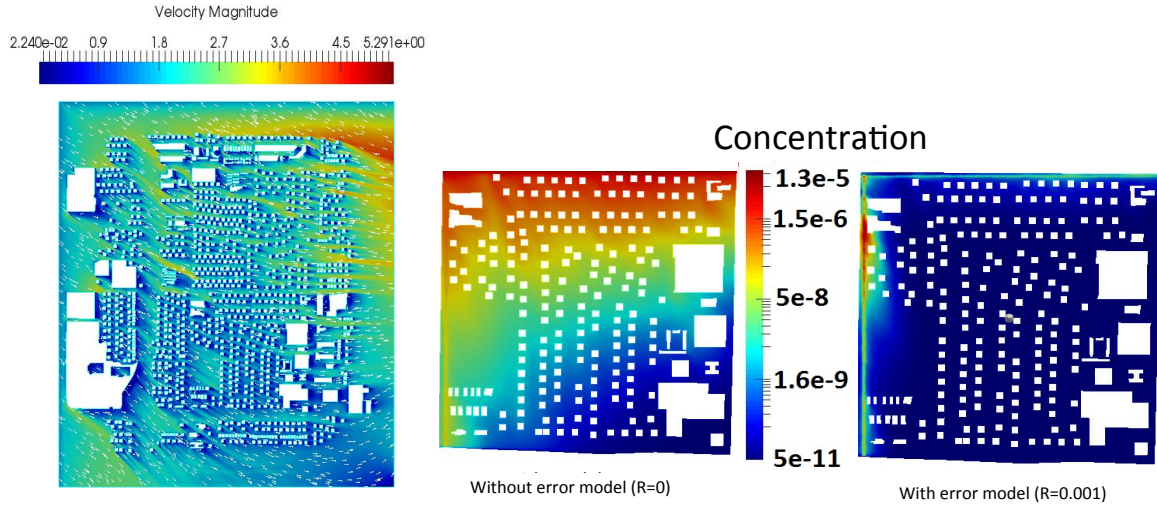 Velocity Magnitude
2.240e-02 0.9 1.8 2.7 3.6 4.5 5.291e+00
Concentration
1.3e-5
1.5e-6
5e-8
1.6e-9
5e-11
Without error model (R=0)
With error model (R=0.001)